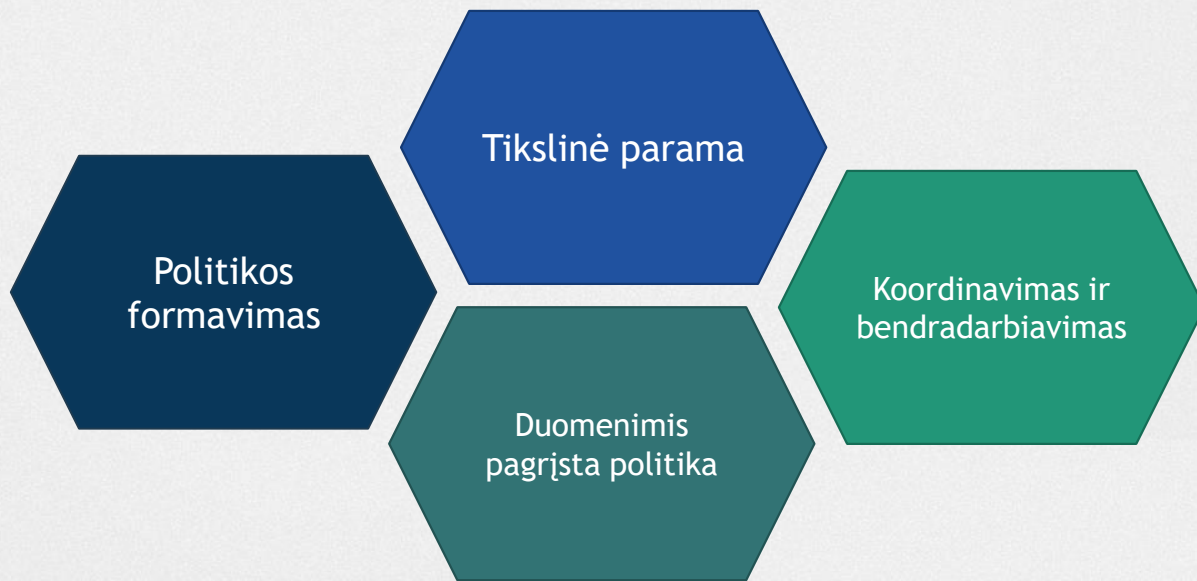 Tikslinė parama
Politikos
formavimas
Koordinavimas ir
bendradarbiavimas
Duomenimis
pagrįsta politika